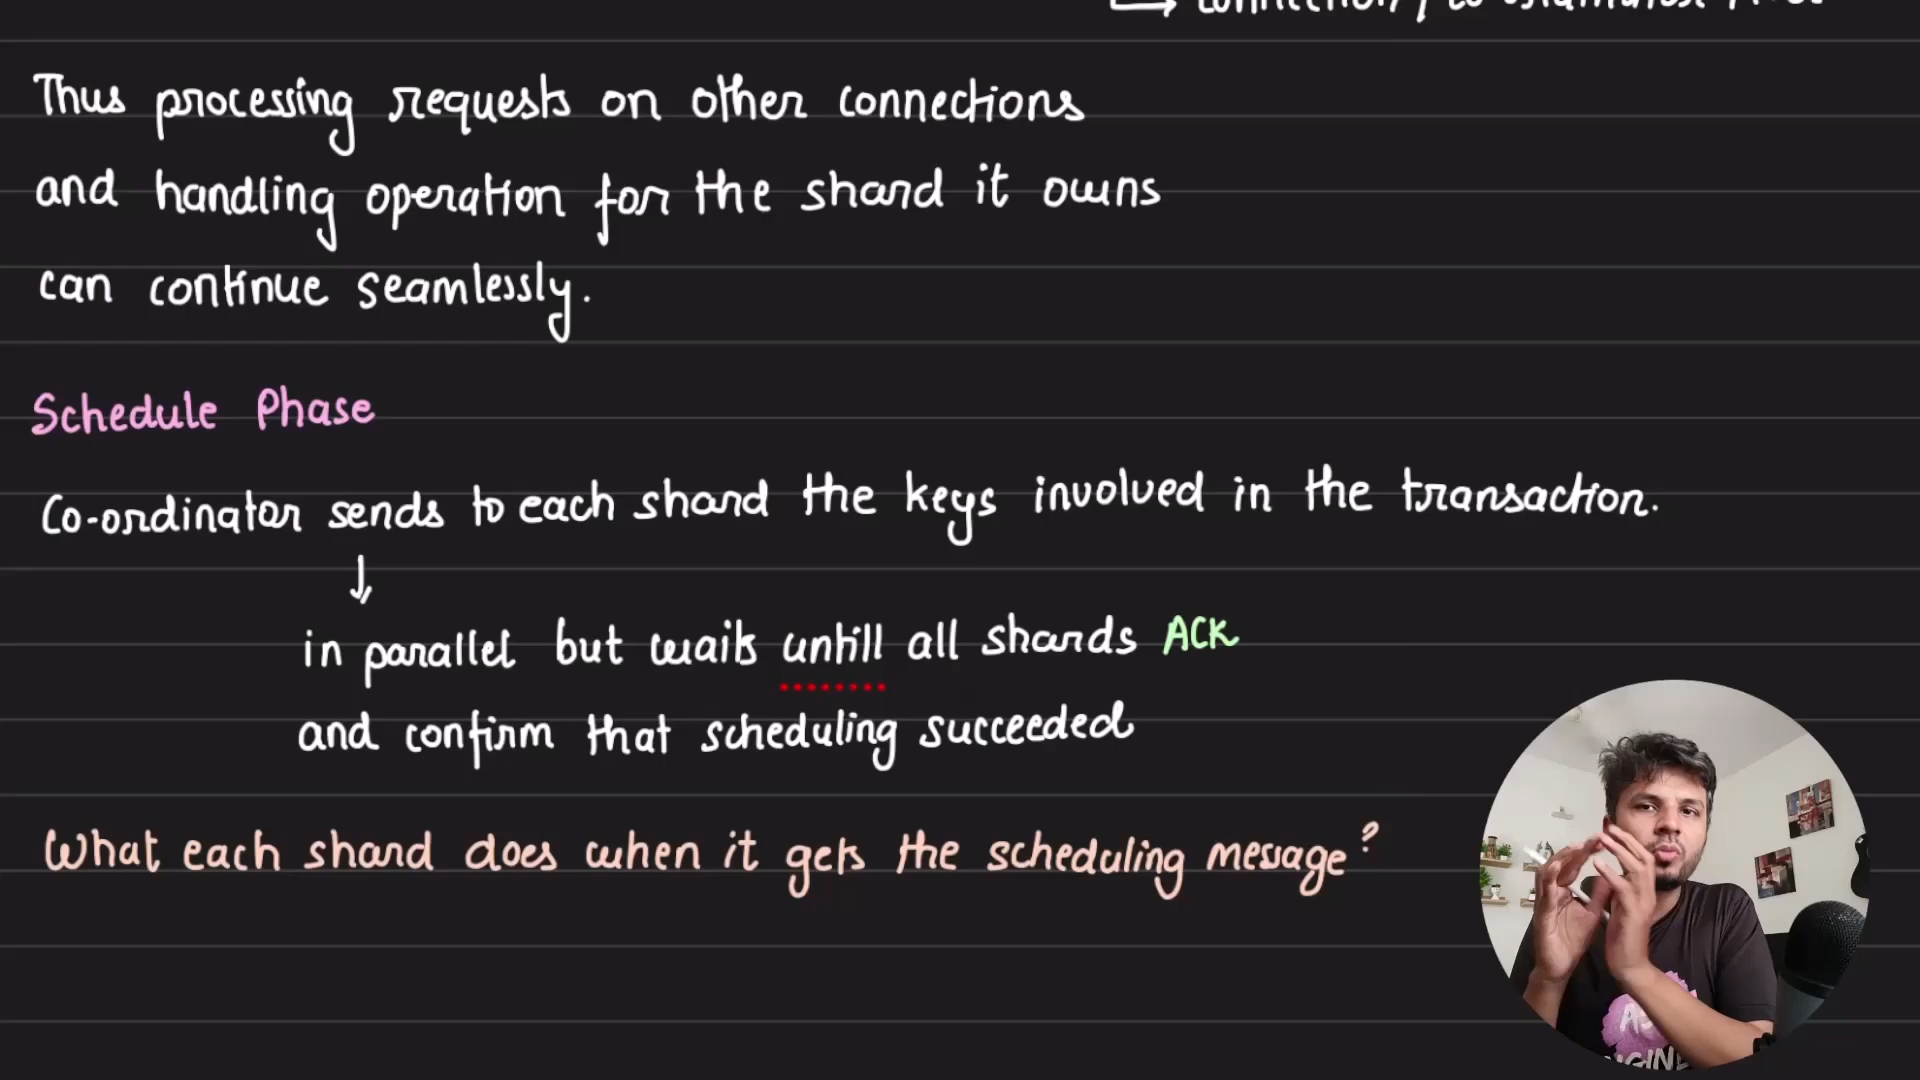 Thus processing requests on other connections
and handling operation for the shard it owns
can continue seamlessly.
Schedule Phase
Co-ordinator sends to each shard the keys involved in the transaction.
↓
in parallel but waits untill all shards ACK
and confirm that scheduling succeeded
What each shard does when it gets the scheduling message?